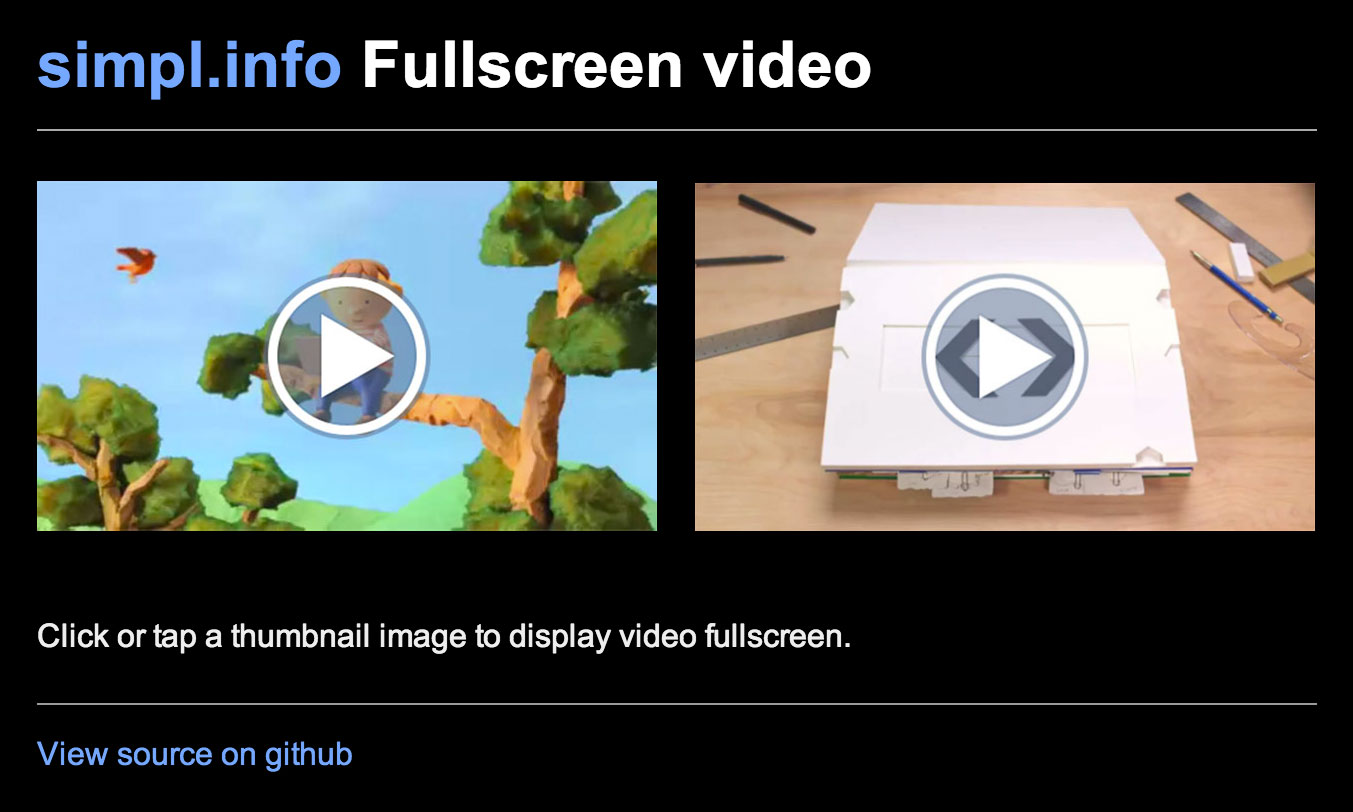 simpl.info Fullscreen video
Click or tap a thumbnail image to display video fullscreen.
View source on github